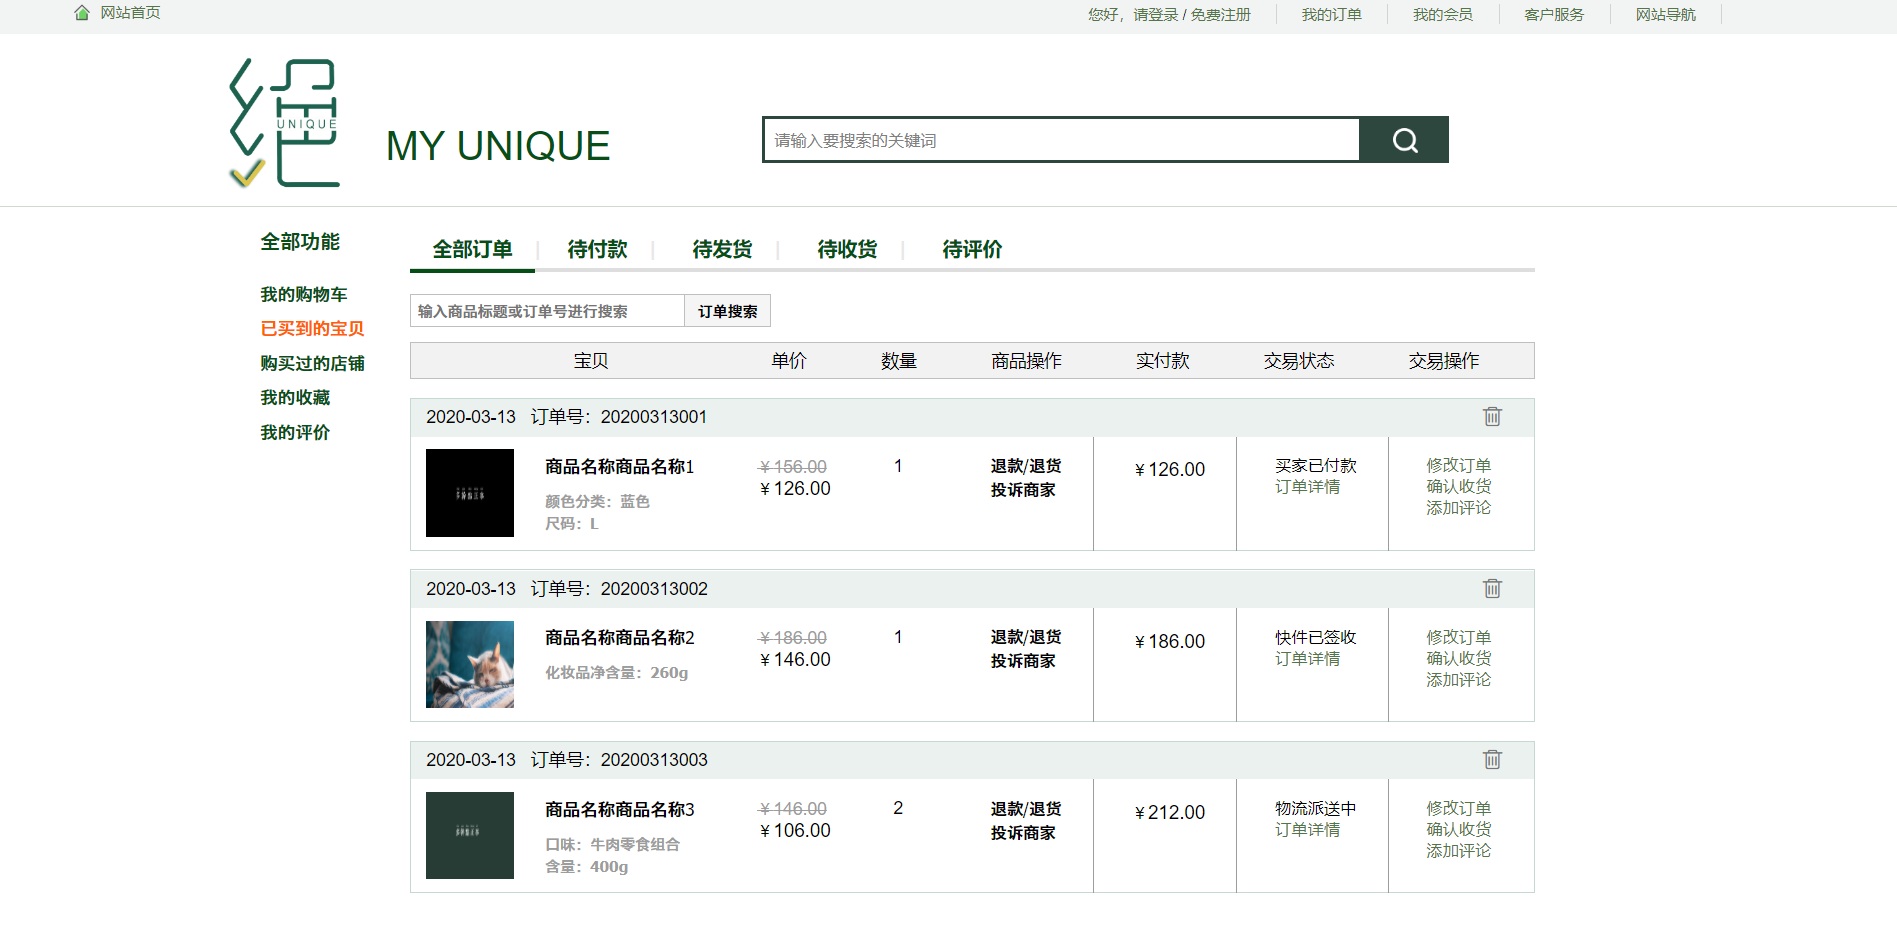 网站首页
您好，请登录 / 免费注册
我的订单
我的会员
客户服务
网站导航
UNIQUE
MY UNIQUE
请输入要搜索的关键词
全部功能
我的购物车
已买到的宝贝
购买过的店铺
我的收藏
我的评价
全部订单 待付款 待发货 待收货 待评价
输入商品标题或订单号进行搜索 订单搜索
宝贝 单价 数量 商品操作 实付款 交易状态 交易操作
2020-03-13 订单号：20200313001
商品名称商品名称1
颜色分类：蓝色
尺码：L
¥156.00
¥126.00
1
退款/退货
投诉商家
¥126.00
买家已付款
订单详情
修改订单
确认收货
添加评论
2020-03-13 订单号：20200313002
商品名称商品名称2
化妆品净含量：260g
¥186.00
¥146.00
1
退款/退货
投诉商家
¥186.00
快件已签收
订单详情
修改订单
确认收货
添加评论
2020-03-13 订单号：20200313003
商品名称商品名称3
口味：牛肉零食组合
含量：400g
¥146.00
¥106.00
2
退款/退货
投诉商家
¥212.00
物流派送中
订单详情
修改订单
确认收货
添加评论